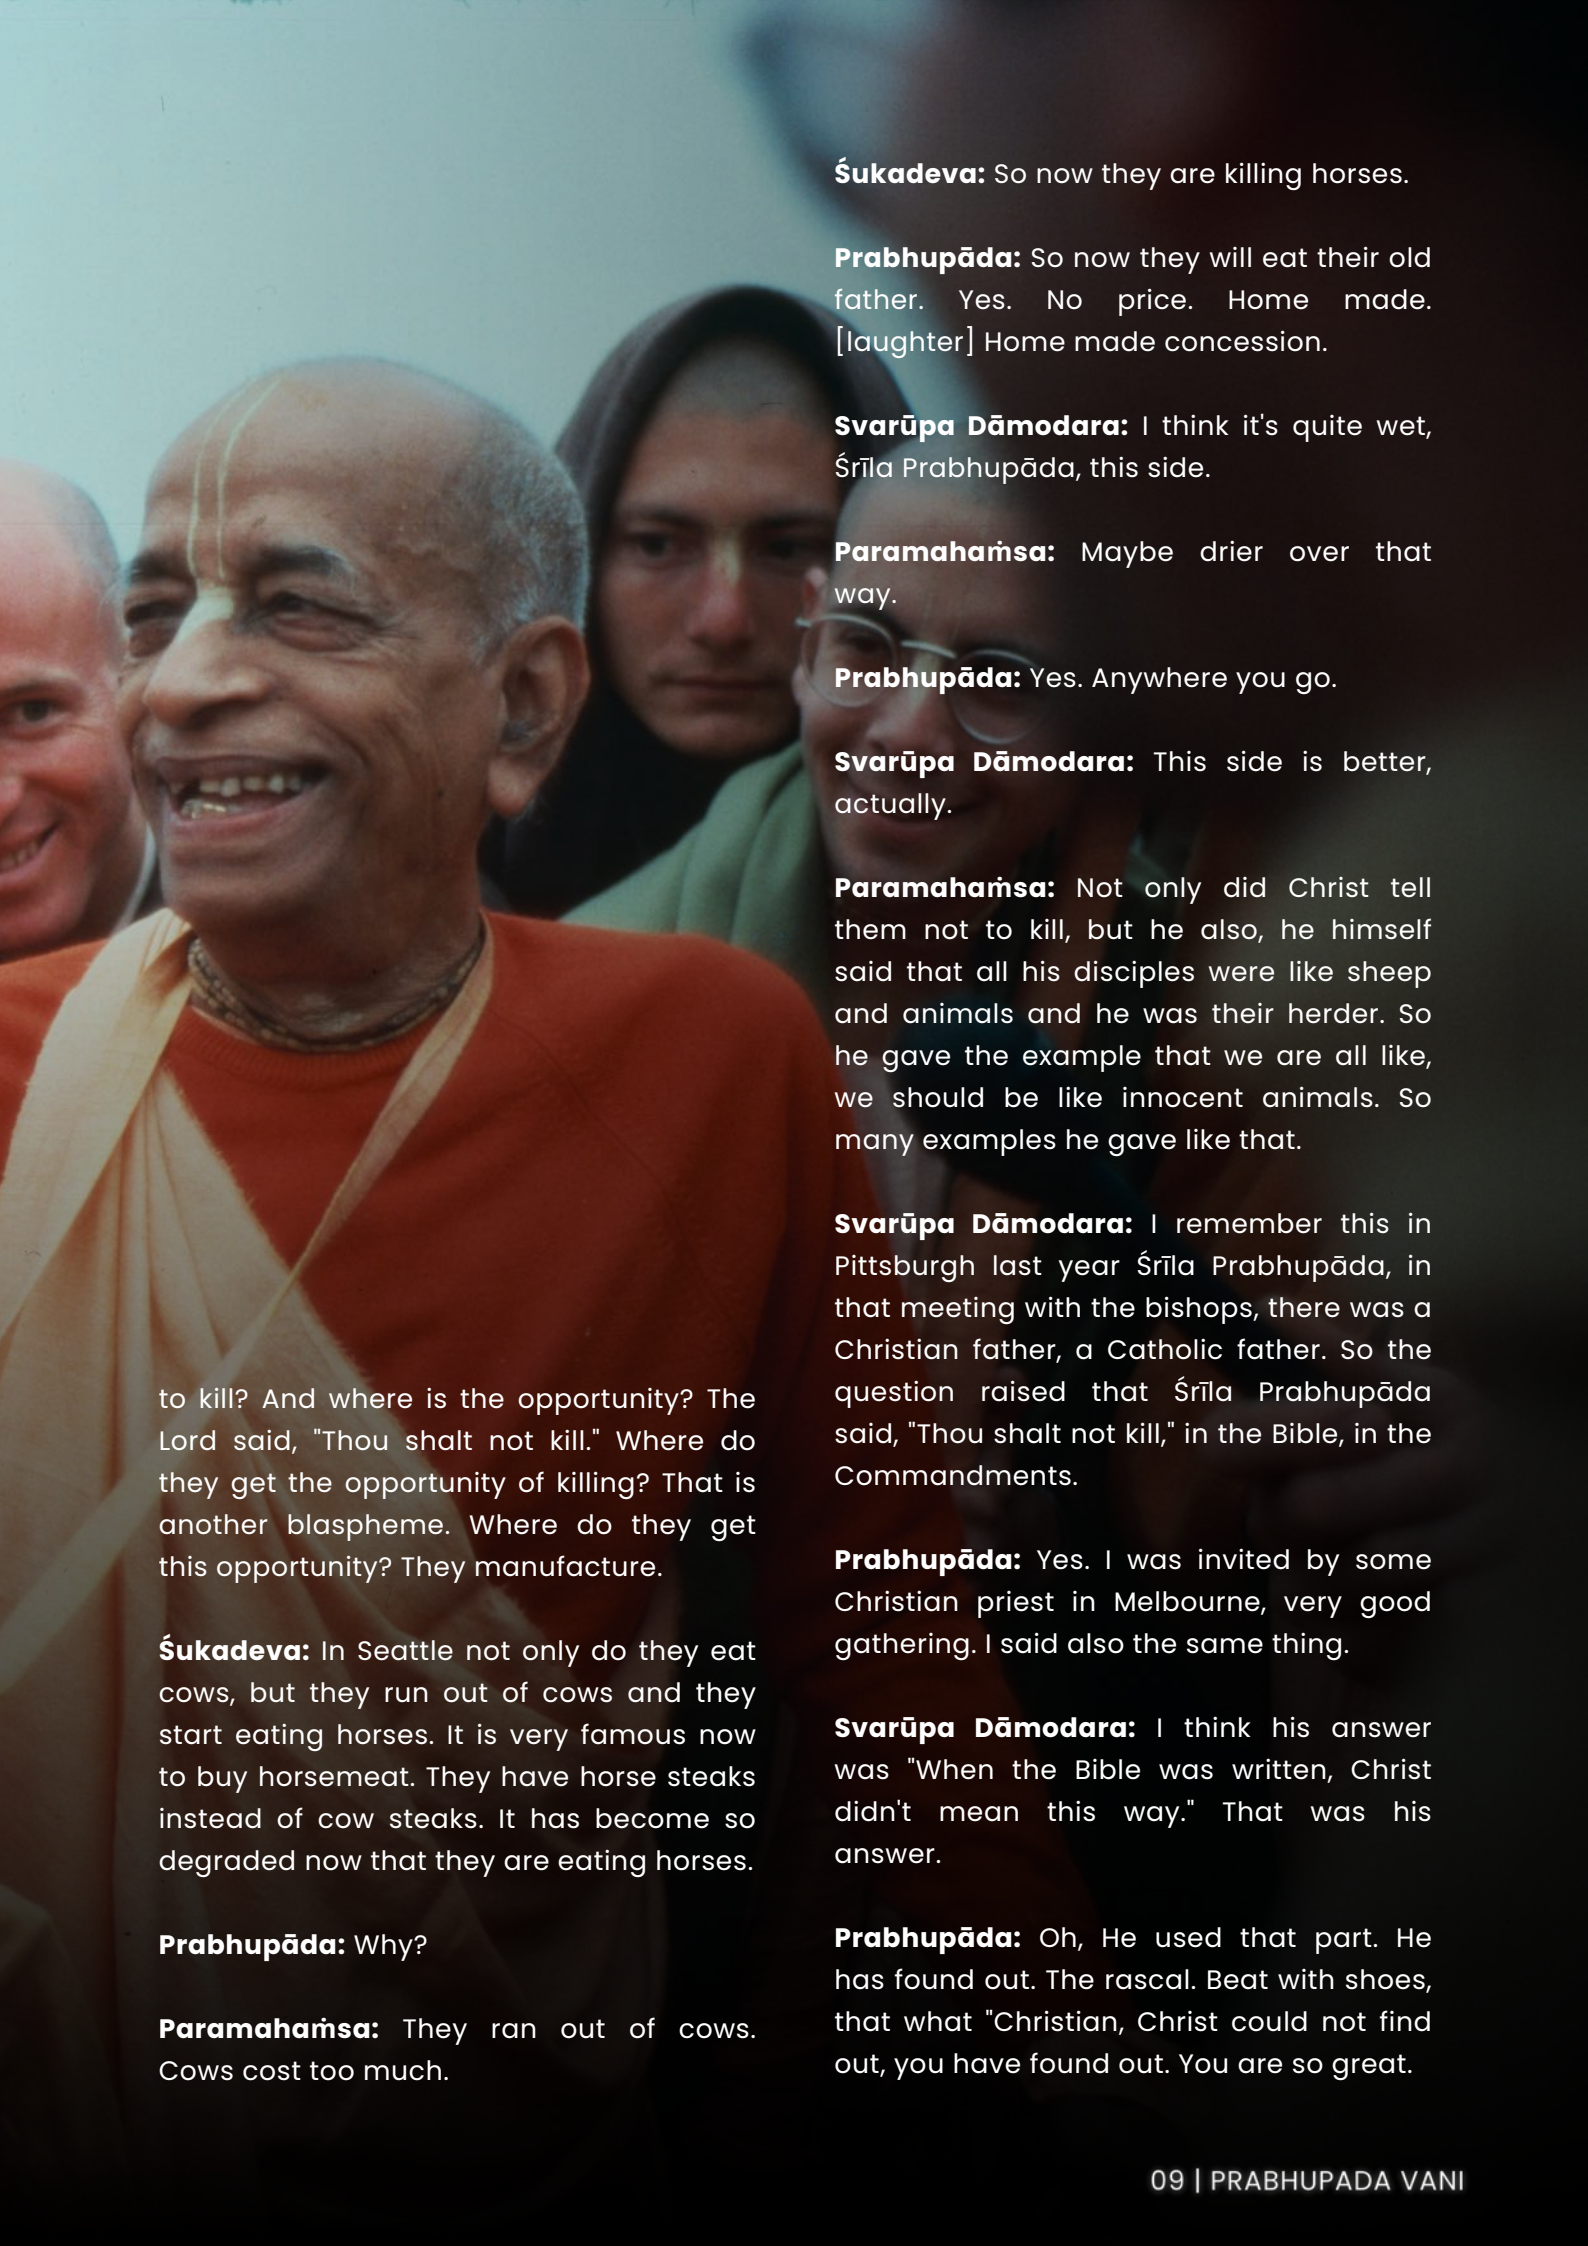 to kill? And where is the opportunity? The
Lord said, "Thou shalt not kill." Where do
they get the opportunity of killing? That is
another blaspheme. Where do they get
this opportunity? They manufacture.
Śukadeva: In Seattle not only do they eat
cows, but they run out of cows and they
start eating horses. It is very famous now
to buy horsemeat. They have horse steaks
instead of cow steaks. It has become so
degraded now that they are eating horses.
Prabhupāda: Why?
Paramahaṁsa: They ran out of cows.
Cows cost too much.
Śukadeva: So now they are killing horses.
Prabhupāda: So now they will eat their old
father. Yes. No price. Home made.
[laughter] Home made concession.
Svarūpa Dāmodara: I think it's quite wet,
Śrīla Prabhupāda, this side.
Paramahaṁsa: Maybe drier over that
way.
Prabhupāda: Yes. Anywhere you go.
Svarūpa Dāmodara: This side is better,
actually.
Paramahaṁsa: Not only did Christ tell
them not to kill, but he also, he himself
said that all his disciples were like sheep
and animals and he was their herder. So
he gave the example that we are all like,
we should be like innocent animals. So
many examples he gave like that.
Svarūpa Dāmodara: I remember this in
Pittsburgh last year Śrīla Prabhupāda, in
that meeting with the bishops, there was a
Christian father, a Catholic father. So the
question raised that Śrīla Prabhupāda
said, "Thou shalt not kill," in the Bible, in the
Commandments.
Prabhupāda: Yes. I was invited by some
Christian priest in Melbourne, very good
gathering. I said also the same thing.
Svarūpa Dāmodara: I think his answer
was "When the Bible was written, Christ
didn't mean this way." That was his
answer.
Prabhupāda: Oh, He used that part. He
has found out. The rascal. Beat with shoes,
that what "Christian, Christ could not find
out, you have found out. You are so great.
09 | PRABHUPADA VANI